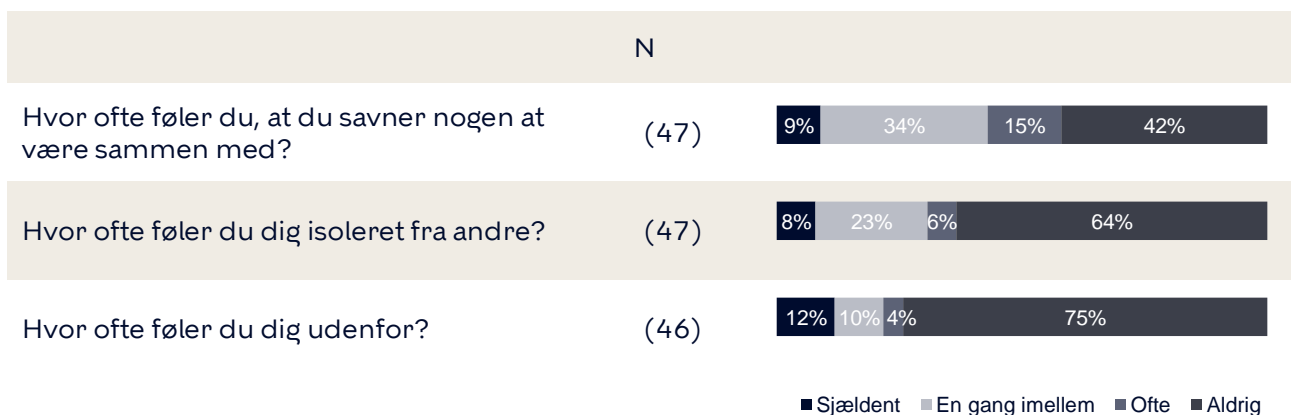 N
Hvor ofte føler du, at du savner nogen at
være sammen med?
(47)
9% 34% 15% 42%
Hvor ofte føler du dig isoleret fra andre?
(47)
8% 23% 6% 64%
Hvor ofte føler du dig udenfor?
(46)
12% 10% 4% 75%
Sjældent En gang imellem Ofte Aldrig